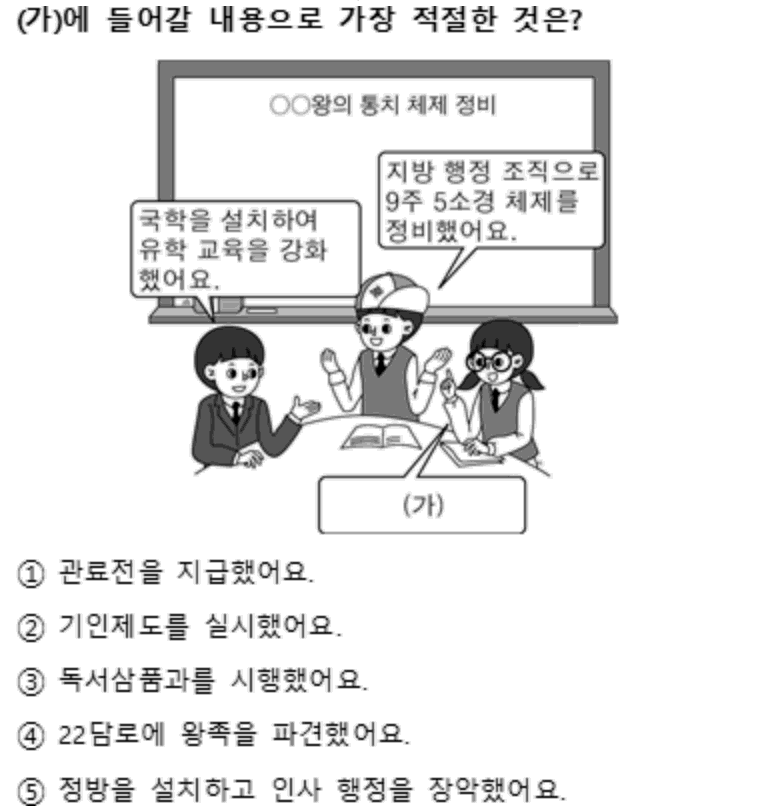 (가)에 들어갈 내용으로 가장 적절한 것은?
○○왕의 통치 체제 정비
지방 행정 조직으로
9주 5소경 체제를
정비했어요.
국학을 설치하여
유학 교육을 강화
했어요.
(가)
① 관료전을 지급했어요.
② 기인제도를 실시했어요.
③ 독서삼품과를 시행했어요.
④ 22담로에 왕족을 파견했어요.
⑤ 정방을 설치하고 인사 행정을 장악했어요.